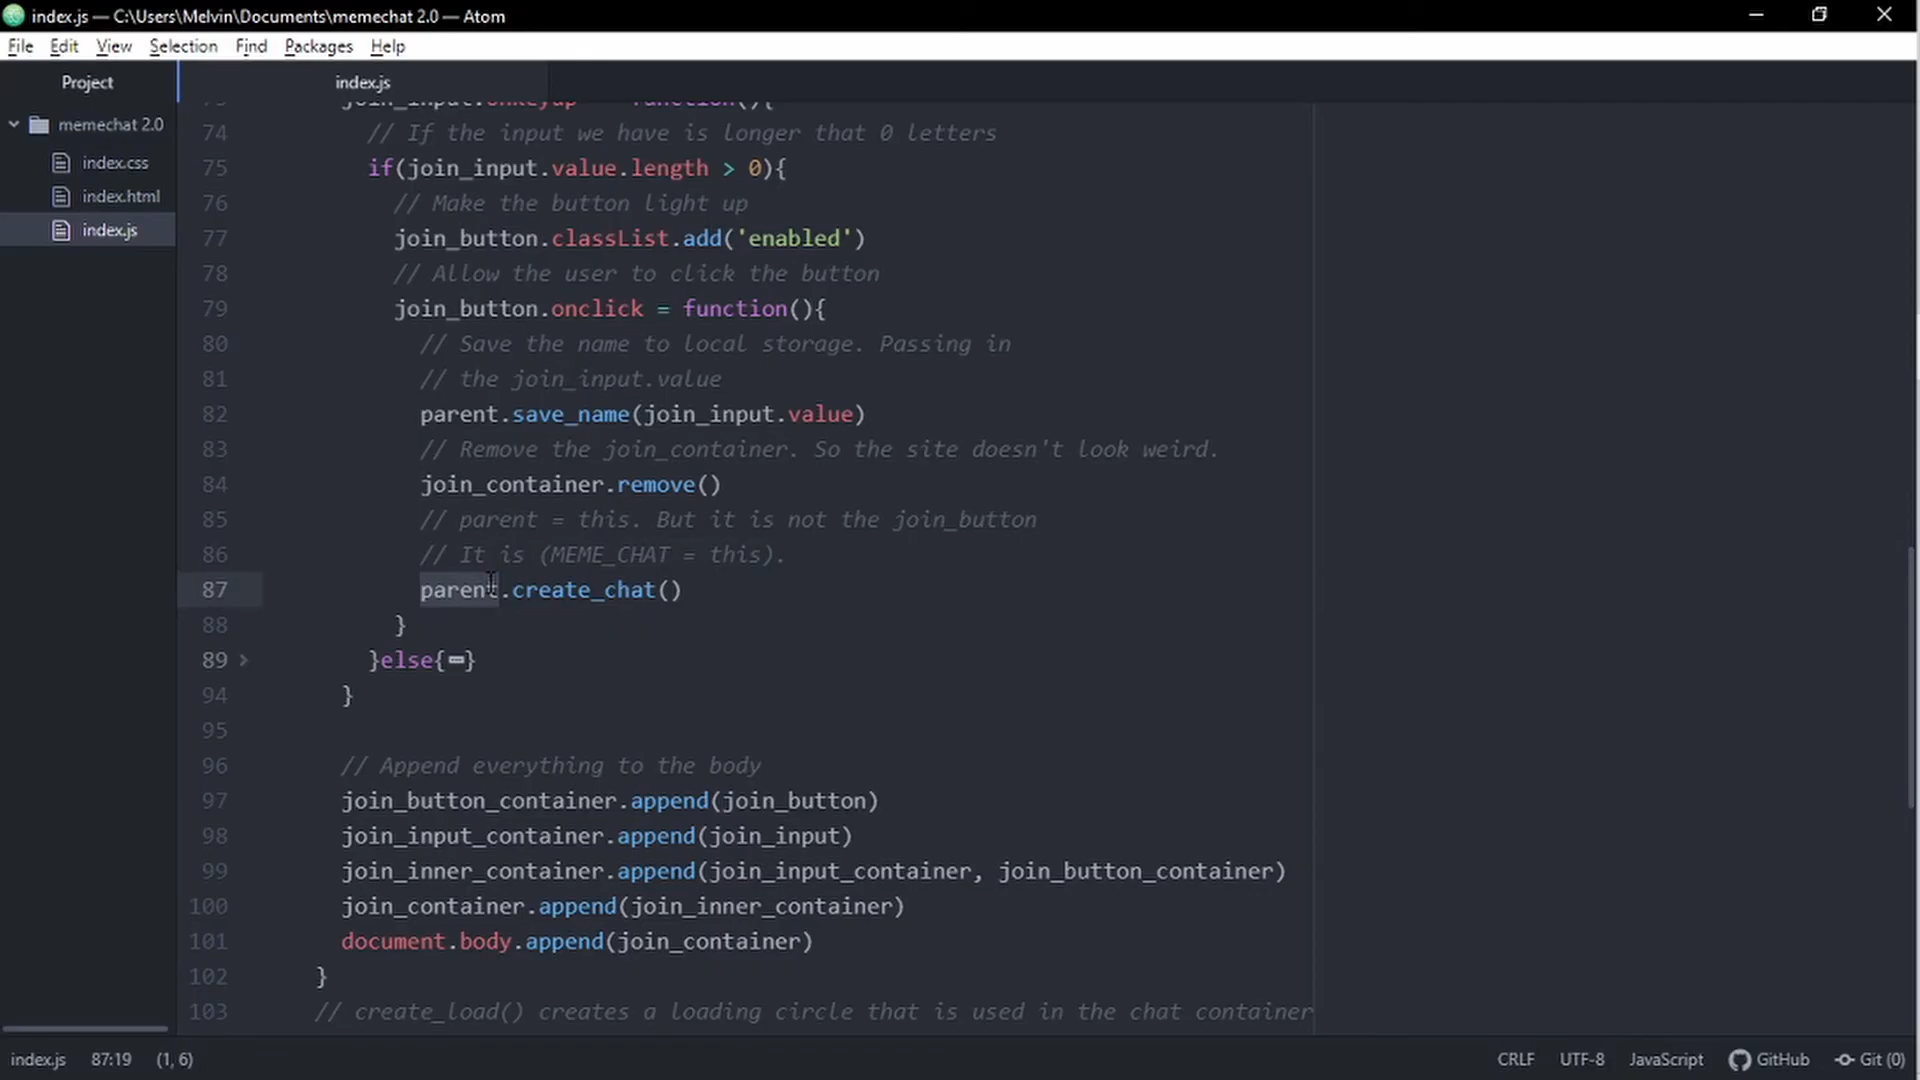 index.js — C:\Users\Melvin\Documents\memechat 2.0 — Atom
File Edit View Selection Find Packages Help
Project
memechat 2.0
index.css
index.html
index.js
index.js
join_input.onkeyup = function(){
74 // If the input we have is longer that 0 letters
75 if(join_input.value.length > 0){
76 // Make the button light up
77 join_button.classList.add('enabled')
78 // Allow the user to click the button
79 join_button.onclick = function(){
80 // Save the name to local storage. Passing in
81 // the join_input.value
82 parent.save_name(join_input.value)
83 // Remove the join_container. So the site doesn't look weird.
84 join_container.remove()
85 // parent = this. But it is not the join_button
86 // It is (MEME_CHAT = this).
87 parent.create_chat()
88 }
89 }else{}
94 }
95
96 // Append everything to the body
97 join_button_container.append(join_button)
98 join_input_container.append(join_input)
99 join_inner_container.append(join_input_container, join_button_container)
100 join_container.append(join_inner_container)
101 document.body.append(join_container)
102 }
103 // create_load() creates a loading circle that is used in the chat container
index.js 87:19 (1, 6) CRLF UTF-8 JavaScript GitHub Git (0)